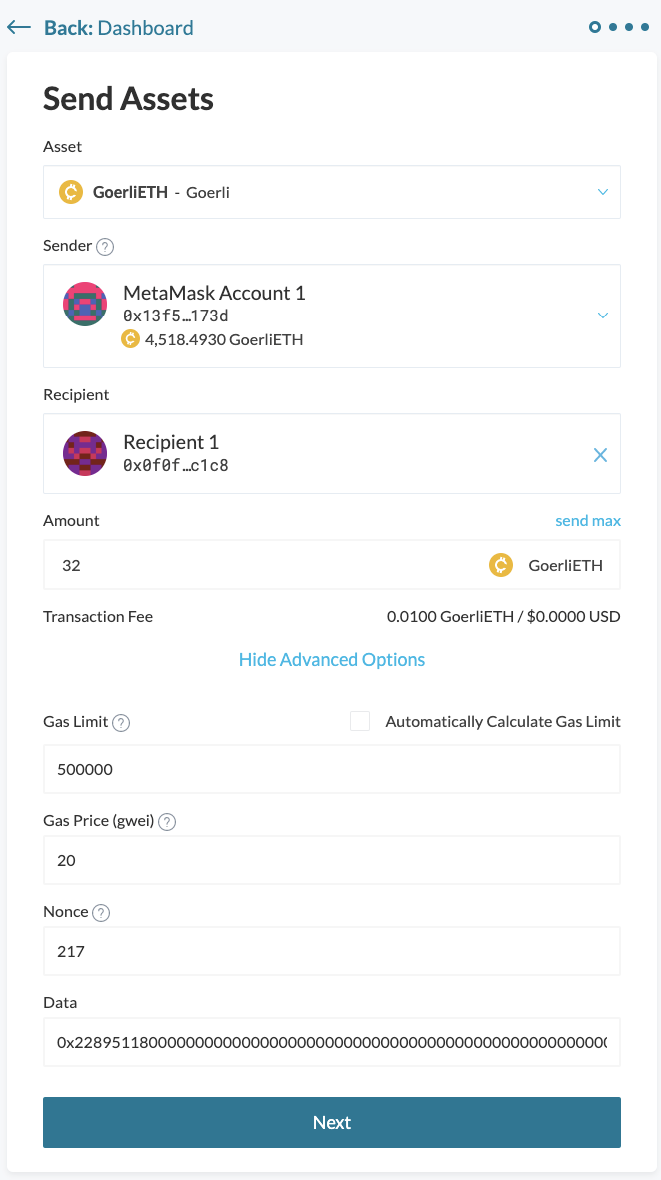 Back: Dashboard
Send Assets
Asset
GoerliETH - Goerli
Sender ?
MetaMask Account 1
0x13f5…173d
4,518.4930 GoerliETH
Recipient
Recipient 1
0x0f0f…c1c8
Amount send max
32 GoerliETH
Transaction Fee 0.0100 GoerliETH / $0.0000 USD
Hide Advanced Options
Gas Limit ? Automatically Calculate Gas Limit
500000
Gas Price (gwei) ?
20
Nonce ?
217
Data
Next